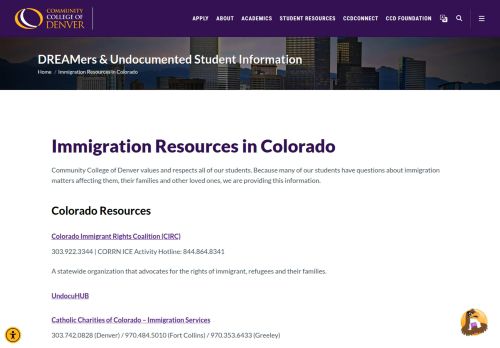 COMMUNITY
COLLEGE OF
DENVER
APPLY ABOUT ACADEMICS STUDENT RESOURCES CCDCONNECT CCD FOUNDATION
DREAMers & Undocumented Student Information
Home / Immigration Resources in Colorado
Immigration Resources in Colorado
Community College of Denver values and respects all of our students. Because many of our students have questions about immigration
matters affecting them, their families and other loved ones, we are providing this information.
Colorado Resources
Colorado Immigrant Rights Coalition (CIRC)
303.922.3344 | CORRN ICE Activity Hotline: 844.864.8341
A statewide organization that advocates for the rights of immigrant, refugees and their families.
UndocuHUB
Catholic Charities of Colorado – Immigration Services
303.742.0828 (Denver) / 970.484.5010 (Fort Collins) / 970.353.6433 (Greeley)